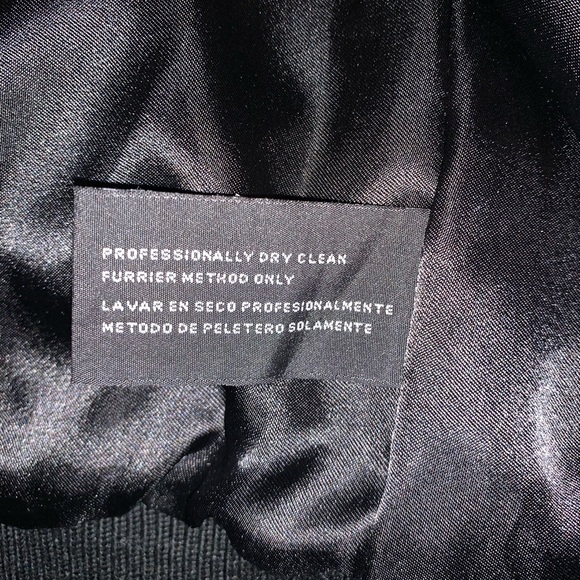 PROFESSIONALLY DRY CLEAN
FURRIER METHOD ONLY
LAVAR EN SECO PROFESIONALMENTE
METODO DE PELETERO SOLAMENTE